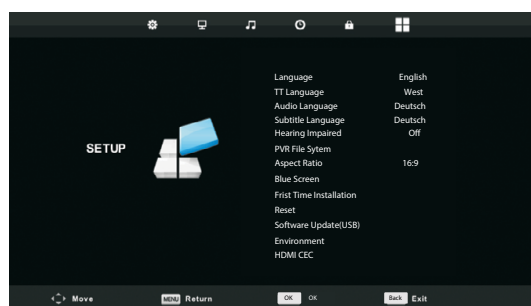 Language English
TT Language West
Audio Language Deutsch
Subtitle Language Deutsch
Hearing Impaired Off
SETUP
PVR File Sytem
Aspect Ratio 16:9
Blue Screen
Frist Time Installation
Reset
Software Update(USB)
Environment
HDMI CEC
Move MENU Return OK OK Back Exit